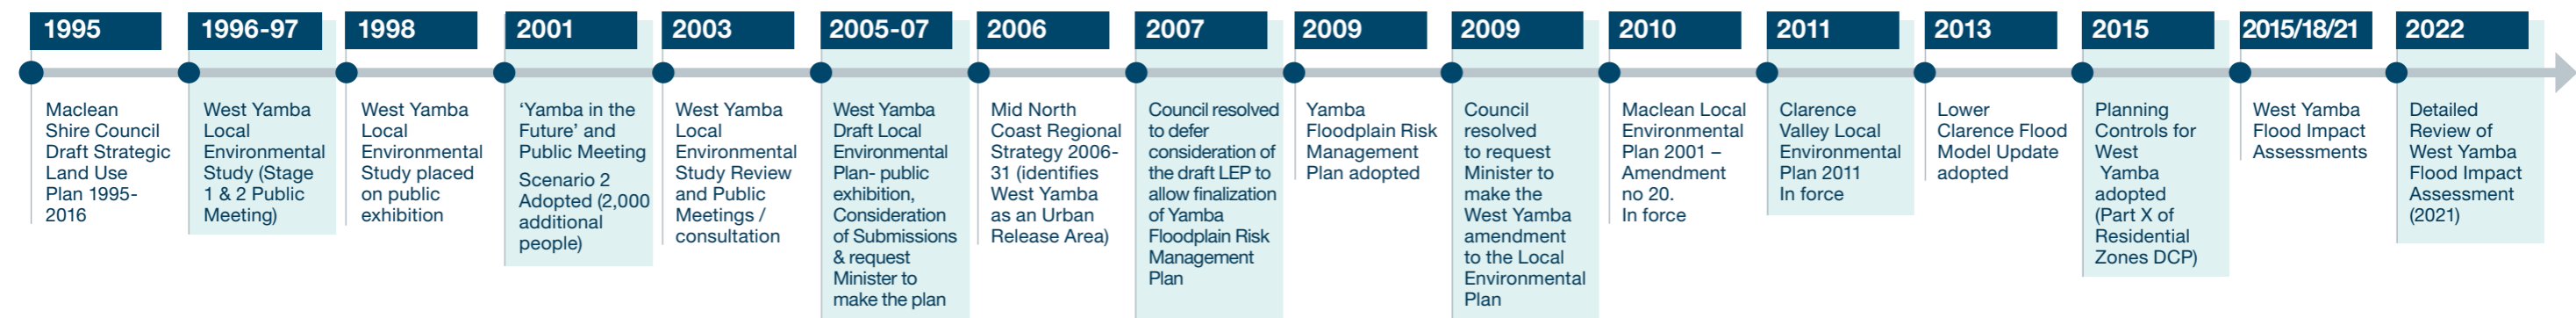 1995
Maclean
Shire Council
Draft Strategic
Land Use
Plan 1995-
2016
1996-97
West Yamba
Local
Environmental
Study (Stage
1 & 2 Public
Meeting)
1998
West Yamba
Local
Environmental
Study placed
on public
exhibition
2001
‘Yamba in the
Future’ and
Public Meeting
Scenario 2
Adopted (2,000
additional
people)
2003
West Yamba
Local
Environmental
Study Review
and Public
Meetings /
consultation
2005-07
West Yamba
Draft Local
Environmental
Plan- public
exhibition,
Consideration
of Submissions
& request
Minister to
make the plan
2006
Mid North
Coast Regional
Strategy 2006-
31 (identifies
West Yamba
as an Urban
Release Area)
2007
Council resolved
to defer
consideration of
the draft LEP to
allow finalization
of Yamba
Floodplain Risk
Management
Plan
2009
Yamba
Floodplain Risk
Management
Plan adopted
2009
Council
resolved
to request
Minister to
make the
West Yamba
amendment
to the Local
Environmental
Plan
2010
Maclean Local
Environmental
Plan 2001 –
Amendment
no 20.
In force
2011
Clarence
Valley Local
Environmental
Plan 2011
In force
2013
Lower
Clarence Flood
Model Update
adopted
2015
Planning
Controls for
West
Yamba
adopted
(Part X of
Residential
Zones DCP)
2015/18/21
West Yamba
Flood Impact
Assessments
2022
Detailed
Review of
West Yamba
Flood Impact
Assessment
(2021)